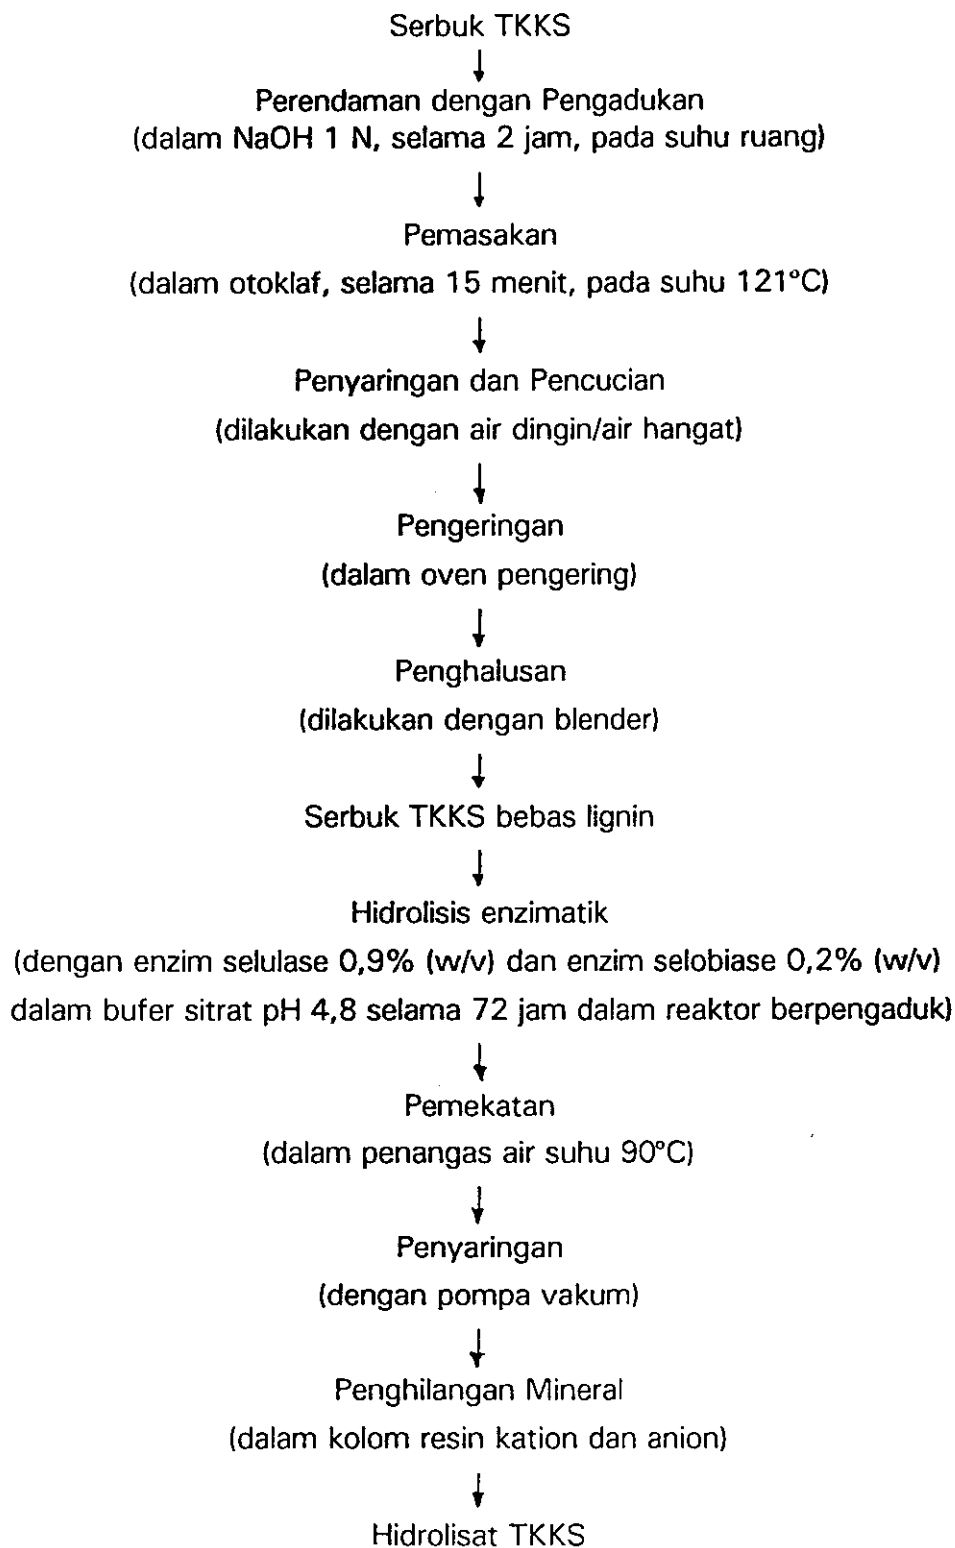 Serbuk TKKS
Perendaman dengan Pengadukan
(dalam NaOH 1 N, selama 2 jam, pada suhu ruang)
Pemasakan
(dalam otoklaf, selama 15 menit, pada suhu 121°C)
Penyaringan dan Pencucian
(dilakukan dengan air dingin/air hangat)
Pengeringan
(dalam oven pengering)
Penghalusan
(dilakukan dengan blender)
Serbuk TKKS bebas lignin
Hidrolisis enzimatik
(dengan enzim selulase 0,9% (w/v) dan enzim selobiase 0,2% (w/v)
dalam bufer sitrat pH 4,8 selama 72 jam dalam reaktor berpengaduk)
Pemekatan
(dalam penangas air suhu 90°C)
Penyaringan
(dengan pompa vakum)
Penghilangan Mineral
(dalam kolom resin kation dan anion)
Hidrolisat TKKS